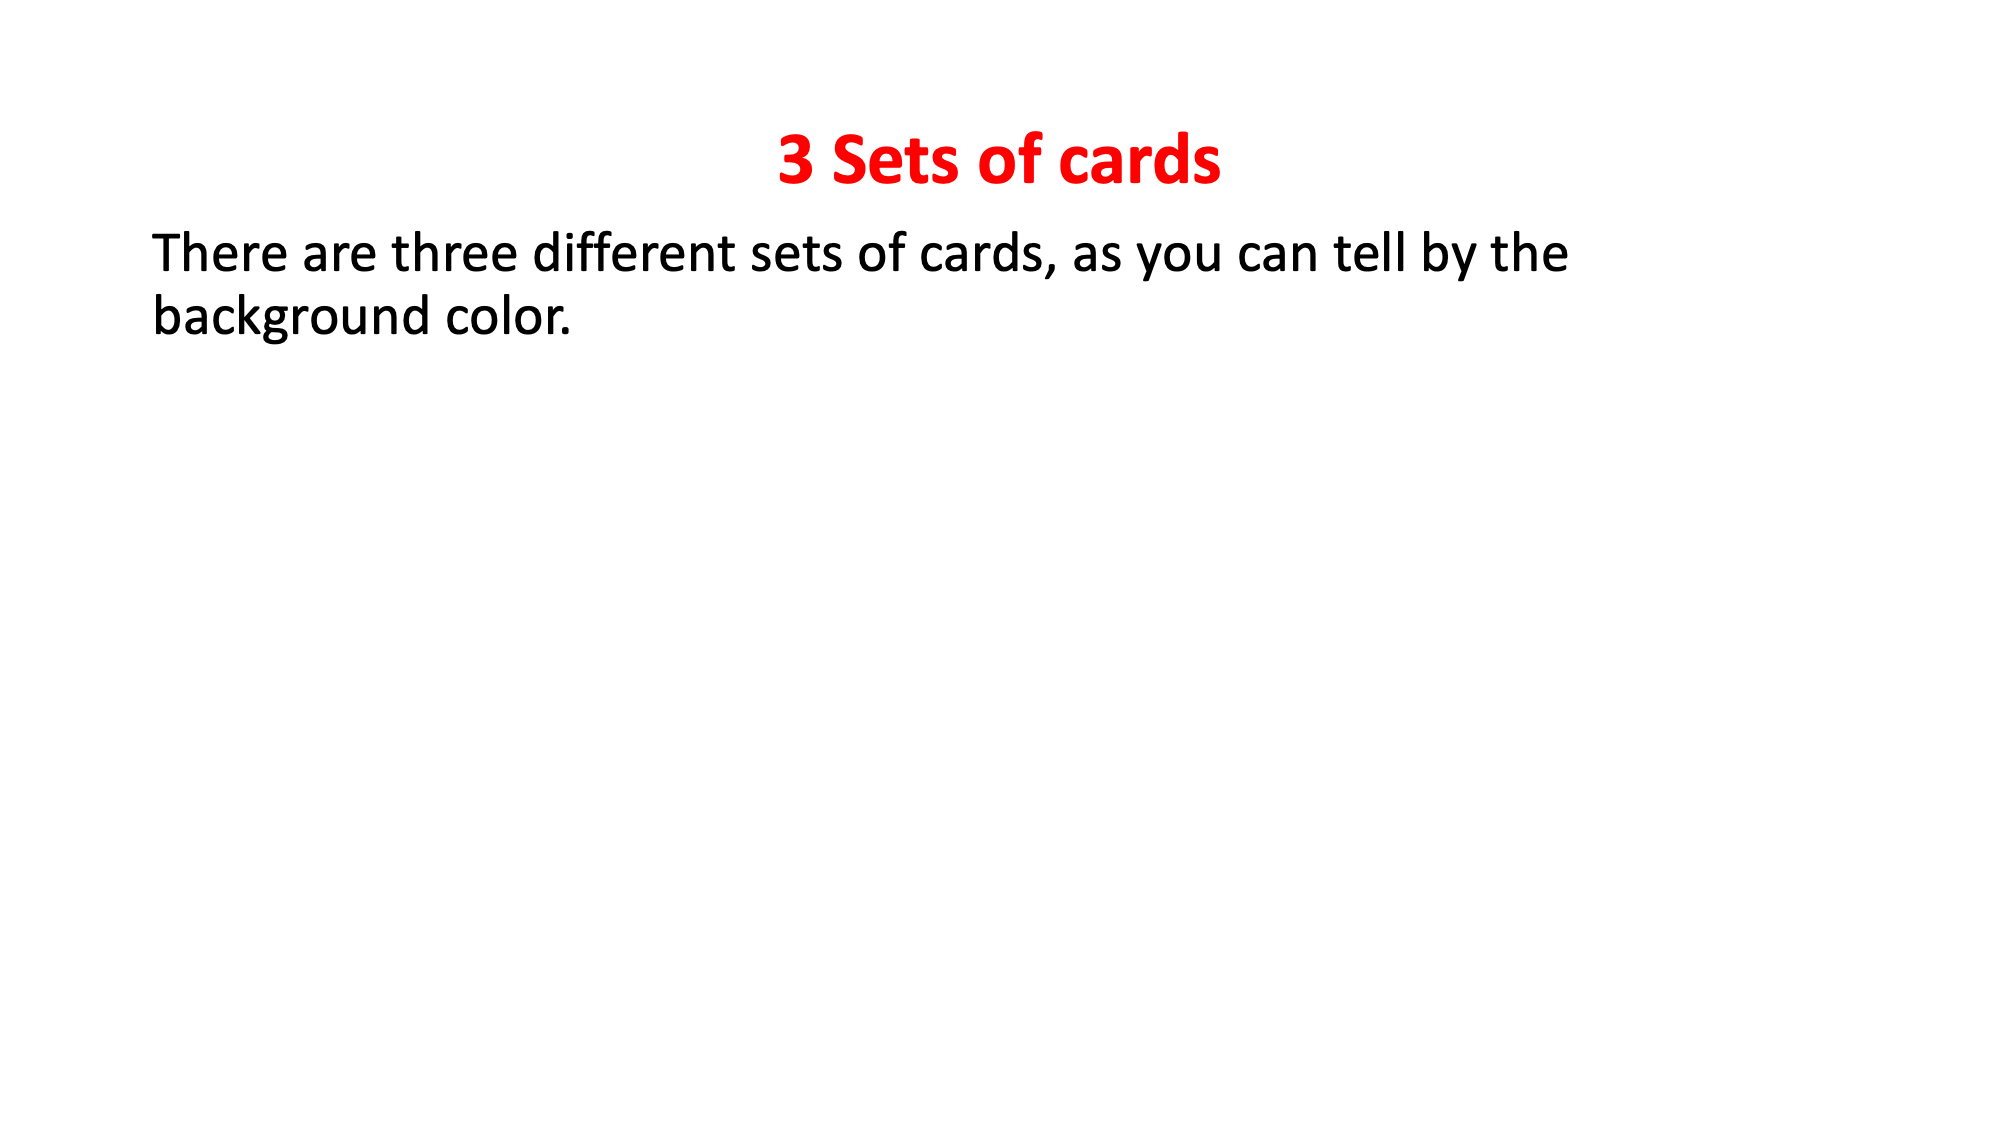 3 Sets of cards
There are three different sets of cards, as you can tell by the
background color.